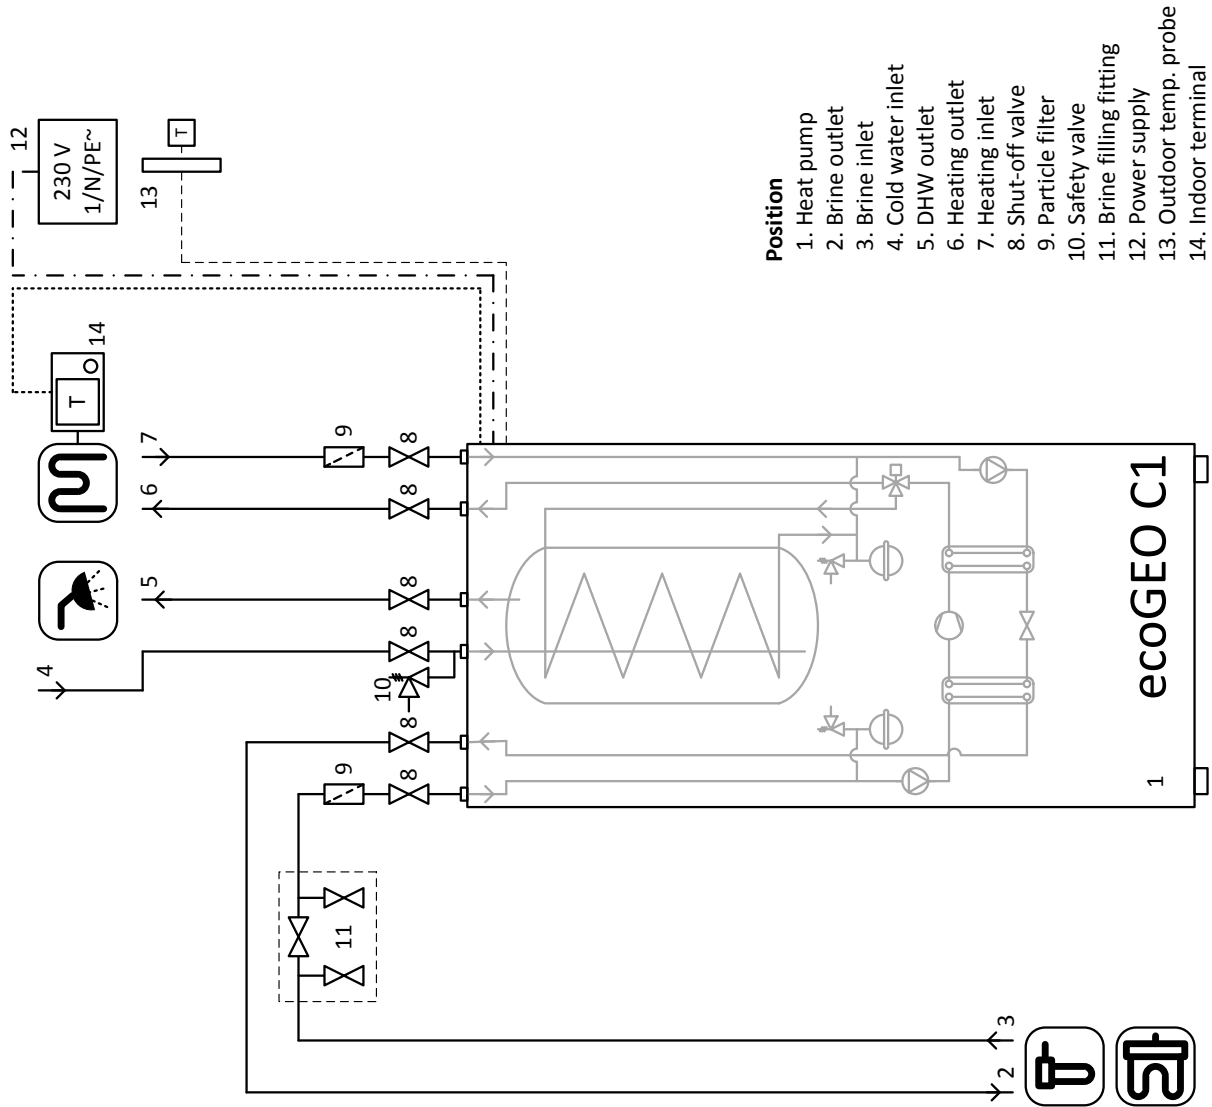 12
4
230 V
1/N/PE~
T
14
5
6
7
13
T
11
9
9
10
8
8
8
8
8
8
Position
1. Heat pump
2. Brine outlet
3. Brine inlet
4. Cold water inlet
5. DHW outlet
6. Heating outlet
7. Heating inlet
8. Shut-off valve
9. Particle filter
10. Safety valve
11. Brine filling fitting
12. Power supply
13. Outdoor temp. probe
14. Indoor terminal
2
3
1
ecoGEO C1